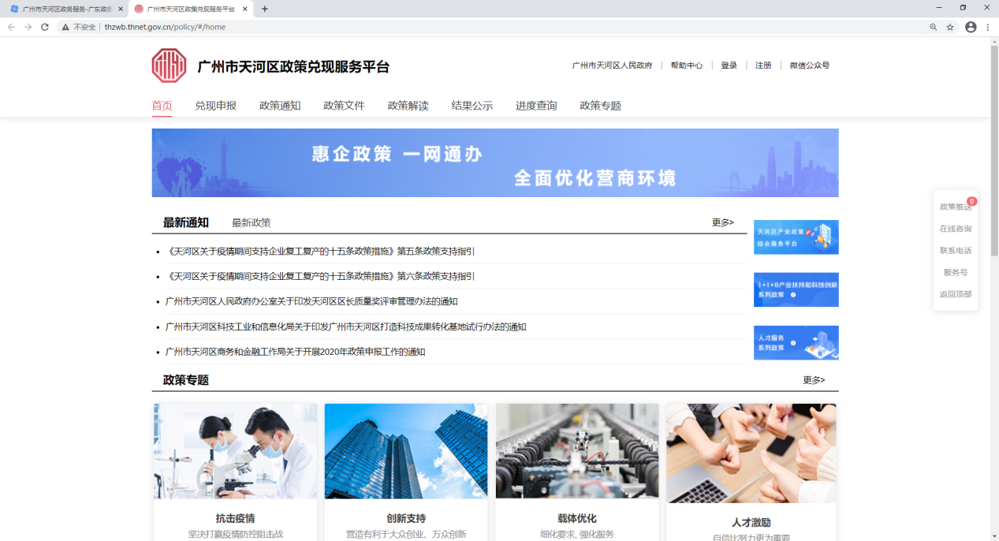 广州市天河区政务服务-广东政务
广州市天河区政策兑现服务平台
不安全 thzwb.thnet.gov.cn/policy/#/home
广州市天河区政策兑现服务平台
广州市天河区人民政府 帮助中心 登录 注册 微信公众号
首页 兑现申报 政策通知 政策文件 政策解读 结果公示 进度查询 政策专题
惠企政策 一网通办
全面优化营商环境
最新通知 最新政策 更多>
《天河区关于疫情期间支持企业复工复产的十五条政策措施》第五条政策支持指引
《天河区关于疫情期间支持企业复工复产的十五条政策措施》第六条政策支持指引
广州市天河区人民政府办公室关于印发天河区区长质量奖评审管理办法的通知
广州市天河区科技工业和信息化局关于印发广州市天河区打造科技成果转化基地试行办法的通知
广州市天河区商务和金融工作局关于开展2020年政策申报工作的通知
天河区产业政策
综合服务平台
1+1+8产业扶持和科技创新
系列政策
人才服务
系列政策
政策推送 0
在线咨询
联系电话
服务号
返回顶部
政策专题 更多>
抗击疫情
坚决打赢疫情防控阻击战
创新支持
营造有利于大众创业、万众创新
载体优化
细化要求, 强化服务
人才激励
自信比努力更为重要